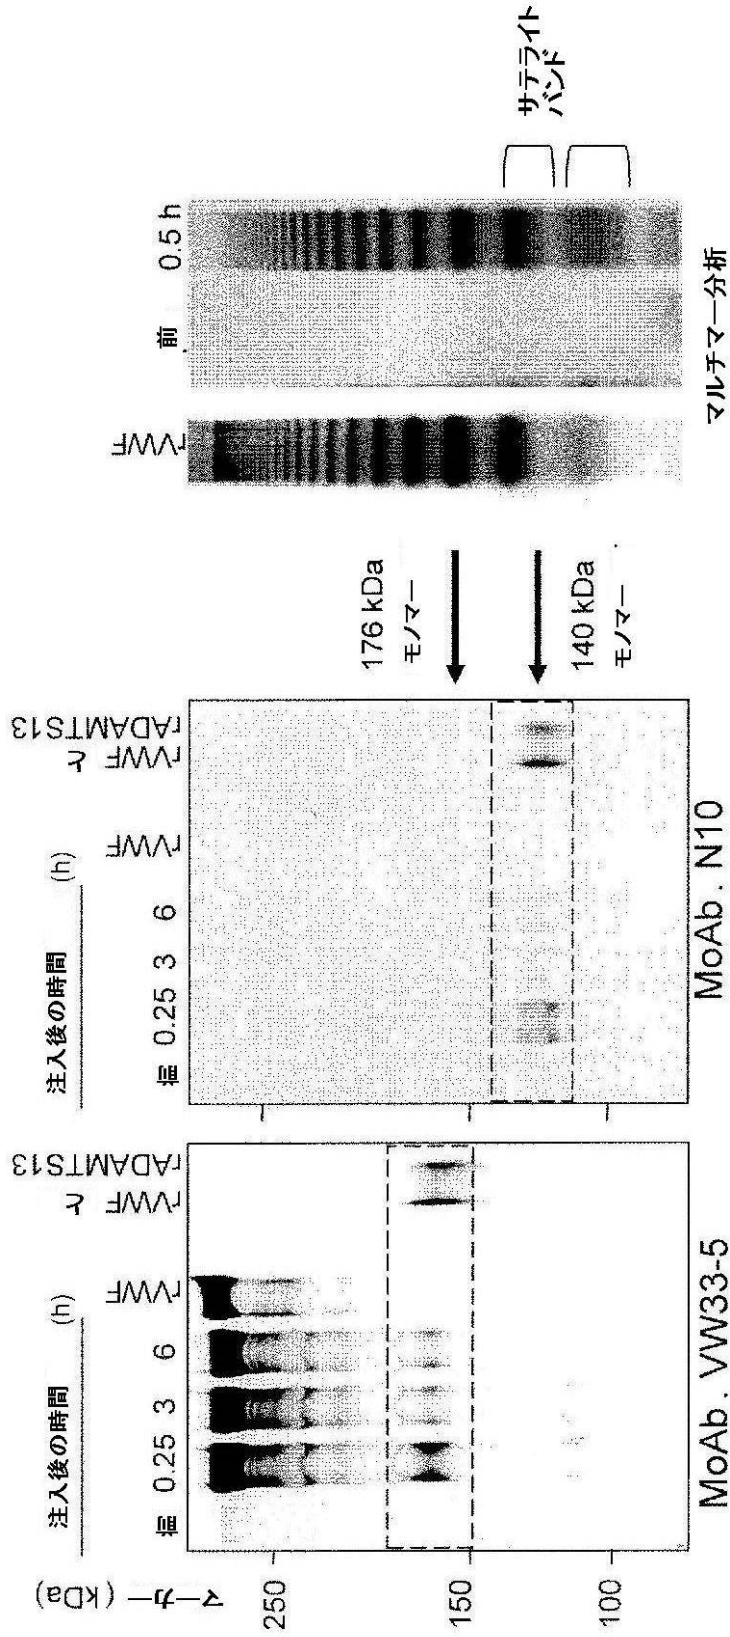 マーカー (kDa)
250
150
100
注入後の時間 (h)
前 0.25 3 6 rVWF
rVWF と rADAMTS13
MoAb. VW33-5
注入後の時間 (h)
前 0.25 3 6 rVWF
rVWF と rADAMTS13
MoAb. N10
176 kDa
モノマー
140 kDa
モノマー
rVWF 前 0.5 h
サテライト
バンド
マルチマー分析